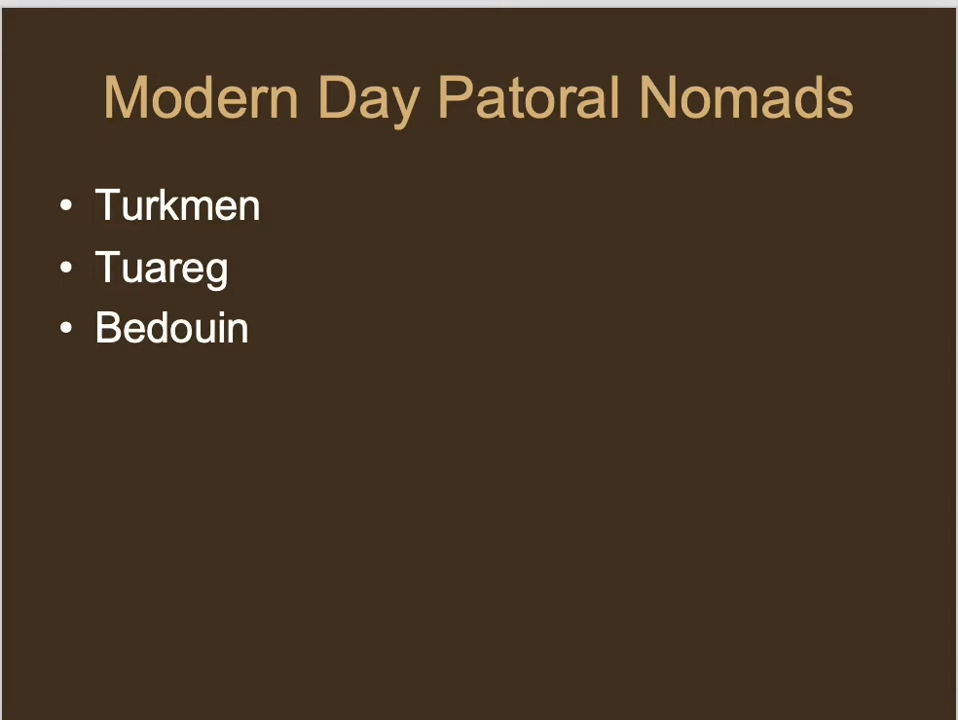 Modern Day Patoral Nomads
• Turkmen
• Tuareg
• Bedouin